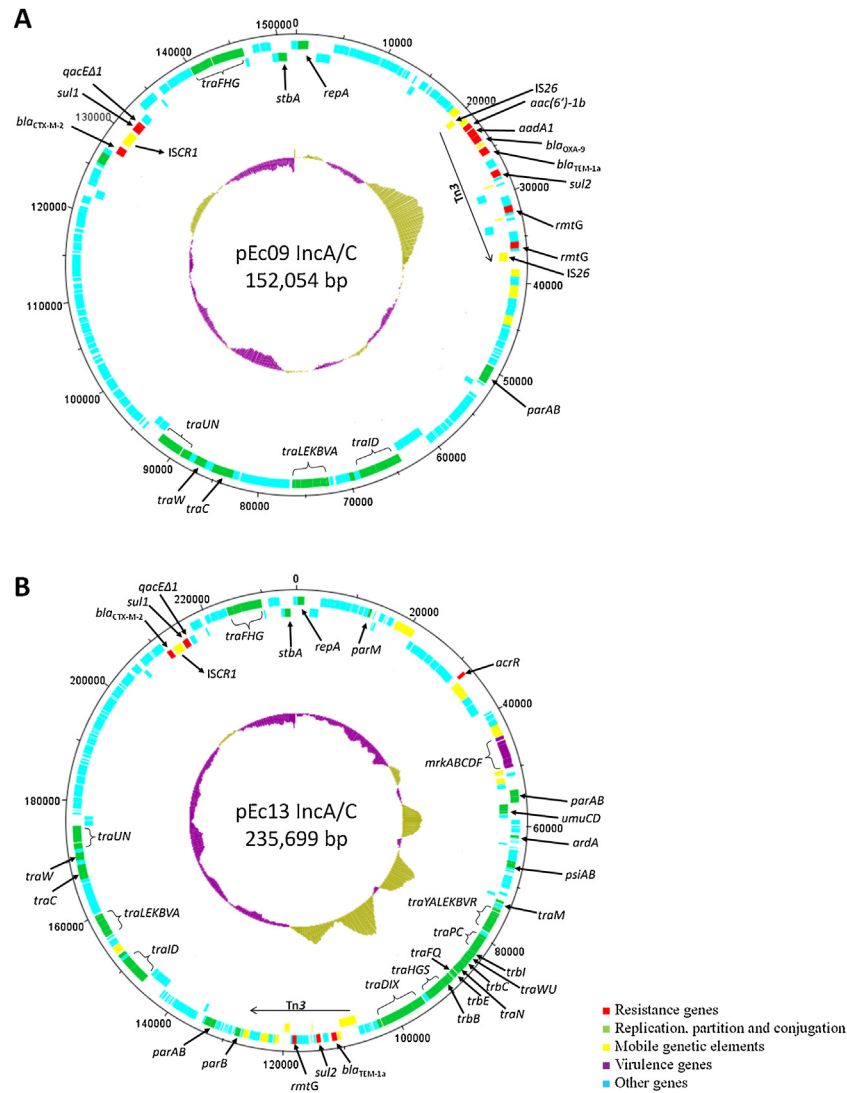 A
150000
0
10000
20000
30000
40000
50000
60000
70000
80000
90000
100000
110000
120000
130000
140000
qacEΔ1
sul1
blaCTX-M-2
ISCR1
traFHG
stbA
repA
IS26
aac(6')-1b
aadA1
blaOXA-9
blaTEM-1a
sul2
Tn3
rmtG
rmtG
IS26
parAB
traID
traLEKBVA
traUN
traW
traC
pEc09 IncA/C
152,054 bp
B
0
20000
40000
60000
80000
100000
120000
140000
160000
180000
200000
220000
qacEΔ1
sul1
blaCTX-M-2
ISCR1
traFHG
stbA
repA
parM
acrR
mrkABCDF
parAB
umuCD
ardA
psiAB
traM
traYALEKBVR
traPC
traFQ
traHGS
traDIX
trbI
traWU
trbC
traN
trbE
trbB
Tn3
blaTEM-1a
sul2
rmtG
parB
parAB
traID
traLEKBVA
traC
traW
traUN
pEc13 IncA/C
235,699 bp
Resistance genes
Replication. partition and conjugation
Mobile genetic elements
Virulence genes
Other genes